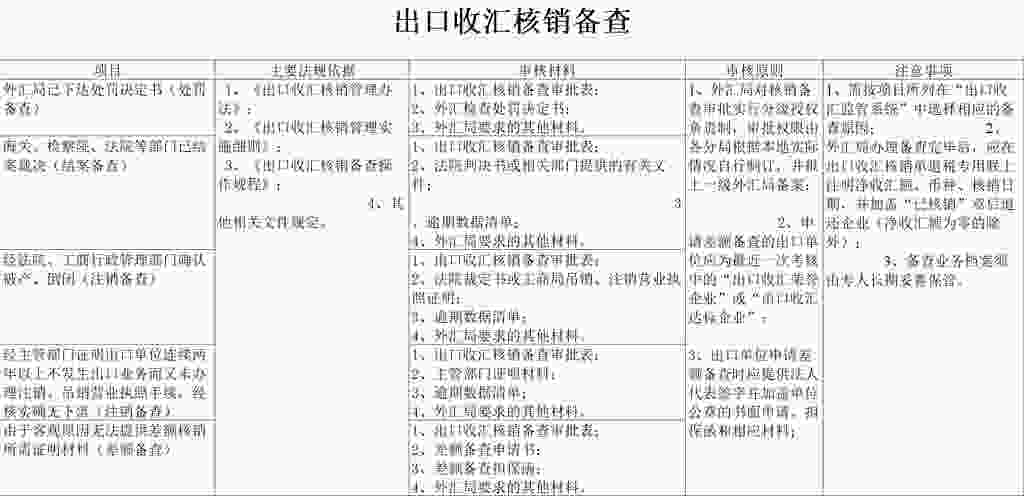 出口收汇核销备查
项目
主要法规依据
审核材料
审核原则
注意事项
外汇局已下达处罚决定书（处罚
备查）
海关、检察院、法院等部门已结
案裁决（结案备查）
经法院、工商行政管理部门确认
破产、倒闭（注销备查）
经主管部门证明出口单位连续两
年以上不发生出口业务而又未办
理注销、吊销营业执照手续，经
核实确无下落（注销备查）
由于客观原因无法提供差额核销
所需证明材料（差额备查）
1、《出口收汇核销管理办
法》；
2、《出口收汇核销管理实
施细则》；
3、《出口收汇核销备查操
作规程》；
4、其
他相关文件规定。
1、出口收汇核销备查审批表；
2、外汇检查处罚决定书；
3、外汇局要求的其他材料。
1、出口收汇核销备查审批表；
2、法院判决书或相关部门提供的有关文
件；
3
、逾期数据清单；
4、外汇局要求的其他材料。
1、出口收汇核销备查审批表；
2、法院裁定书或工商局吊销、注销营业执
照证明；
3、逾期数据清单；
4、外汇局要求的其他材料。
1、出口收汇核销备查审批表；
2、主管部门证明材料；
3、逾期数据清单；
4、外汇局要求的其他材料。
1、出口收汇核销备查审批表；
2、差额备查申请书；
3、差额备查担保函；
4、外汇局要求的其他材料。
1、外汇局对核销备
查审批实行分级授权
负责制，审批权限由
各分局根据本地实际
情况自行制订，并报
上一级外汇局备案；
2、申
请差额备查的出口单
位应为最近一次考核
中的“出口收汇荣誉
企业”或“出口收汇
达标企业”；
3、出口单位申请差
额备查时应提供法人
代表签字并加盖单位
公章的书面申请、担
保函和相应材料；
1、需按项目所列在“出口收
汇监管系统”中选择相应的备
查原因；
2、
外汇局办理备查完毕后，应在
出口收汇核销单退税专用联上
注明净收汇额、币种、核销日
期，并加盖“已核销”章后退
还企业（净收汇额为零的除
外）；
3、备查业务档案须
由专人长期妥善保管。